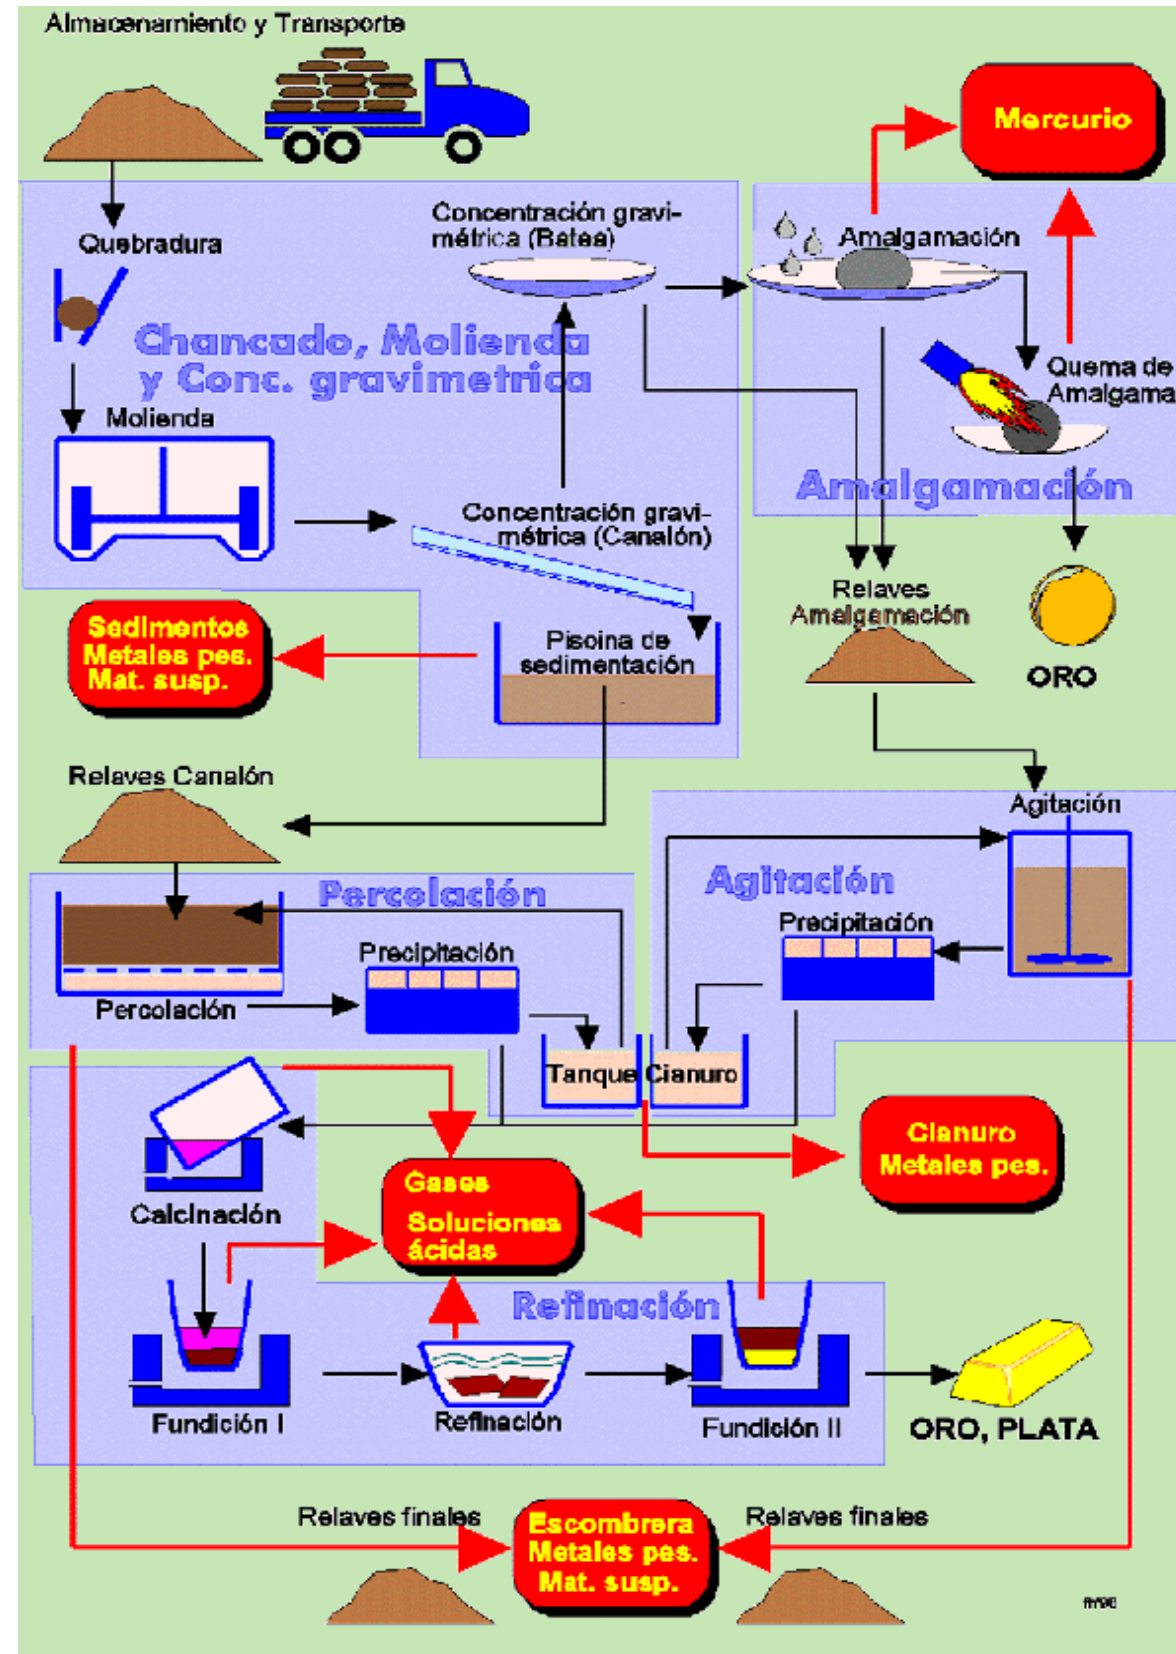 Almacenamiento y Transporte
Mercurio
Quebradura
Concentración gravi-
métrica (Batea)
Amalgamación
Chancado, Molienda
y Conc. gravimetrica
Quema de
Amalgama
Molienda
Amalgamación
Concentración gravi-
métrica (Canalón)
Relaves
Amalgamación
Sedimentos
Metales pes.
Mat. susp.
Piscina de
sedimentación
ORO
Relaves Canalón
Agitación
Percolación
Agitación
Precipitación
Precipitación
Percolación
Tanque Cianuro
Cianuro
Metales pes.
Gases
Soluciones
ácidas
Calcinación
Refinación
Fundición I
Refinación
Fundición II
ORO, PLATA
Relaves finales
Escombrera
Metales pes.
Mat. susp.
Relaves finales